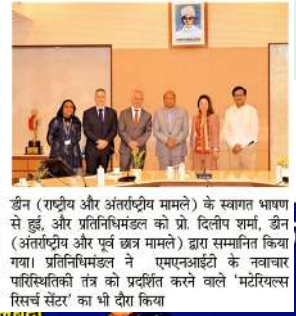 डीन (राष्ट्रीय और अंतर्राष्ट्रीय मामले) के स्वागत भाषण
से हुई, और प्रतिनिधिमंडल को प्रो. दिलीप शर्मा, डीन
(अंतर्राष्ट्रीय और पूर्व छात्र मामले) द्वारा सम्मानित किया
गया। प्रतिनिधिमंडल ने एमएनआईटी के नवाचार
पारिस्थितिकी तंत्र को प्रदर्शित करने वाले 'मटेरियल्स
रिसर्च सेंटर' का भी दौरा किया